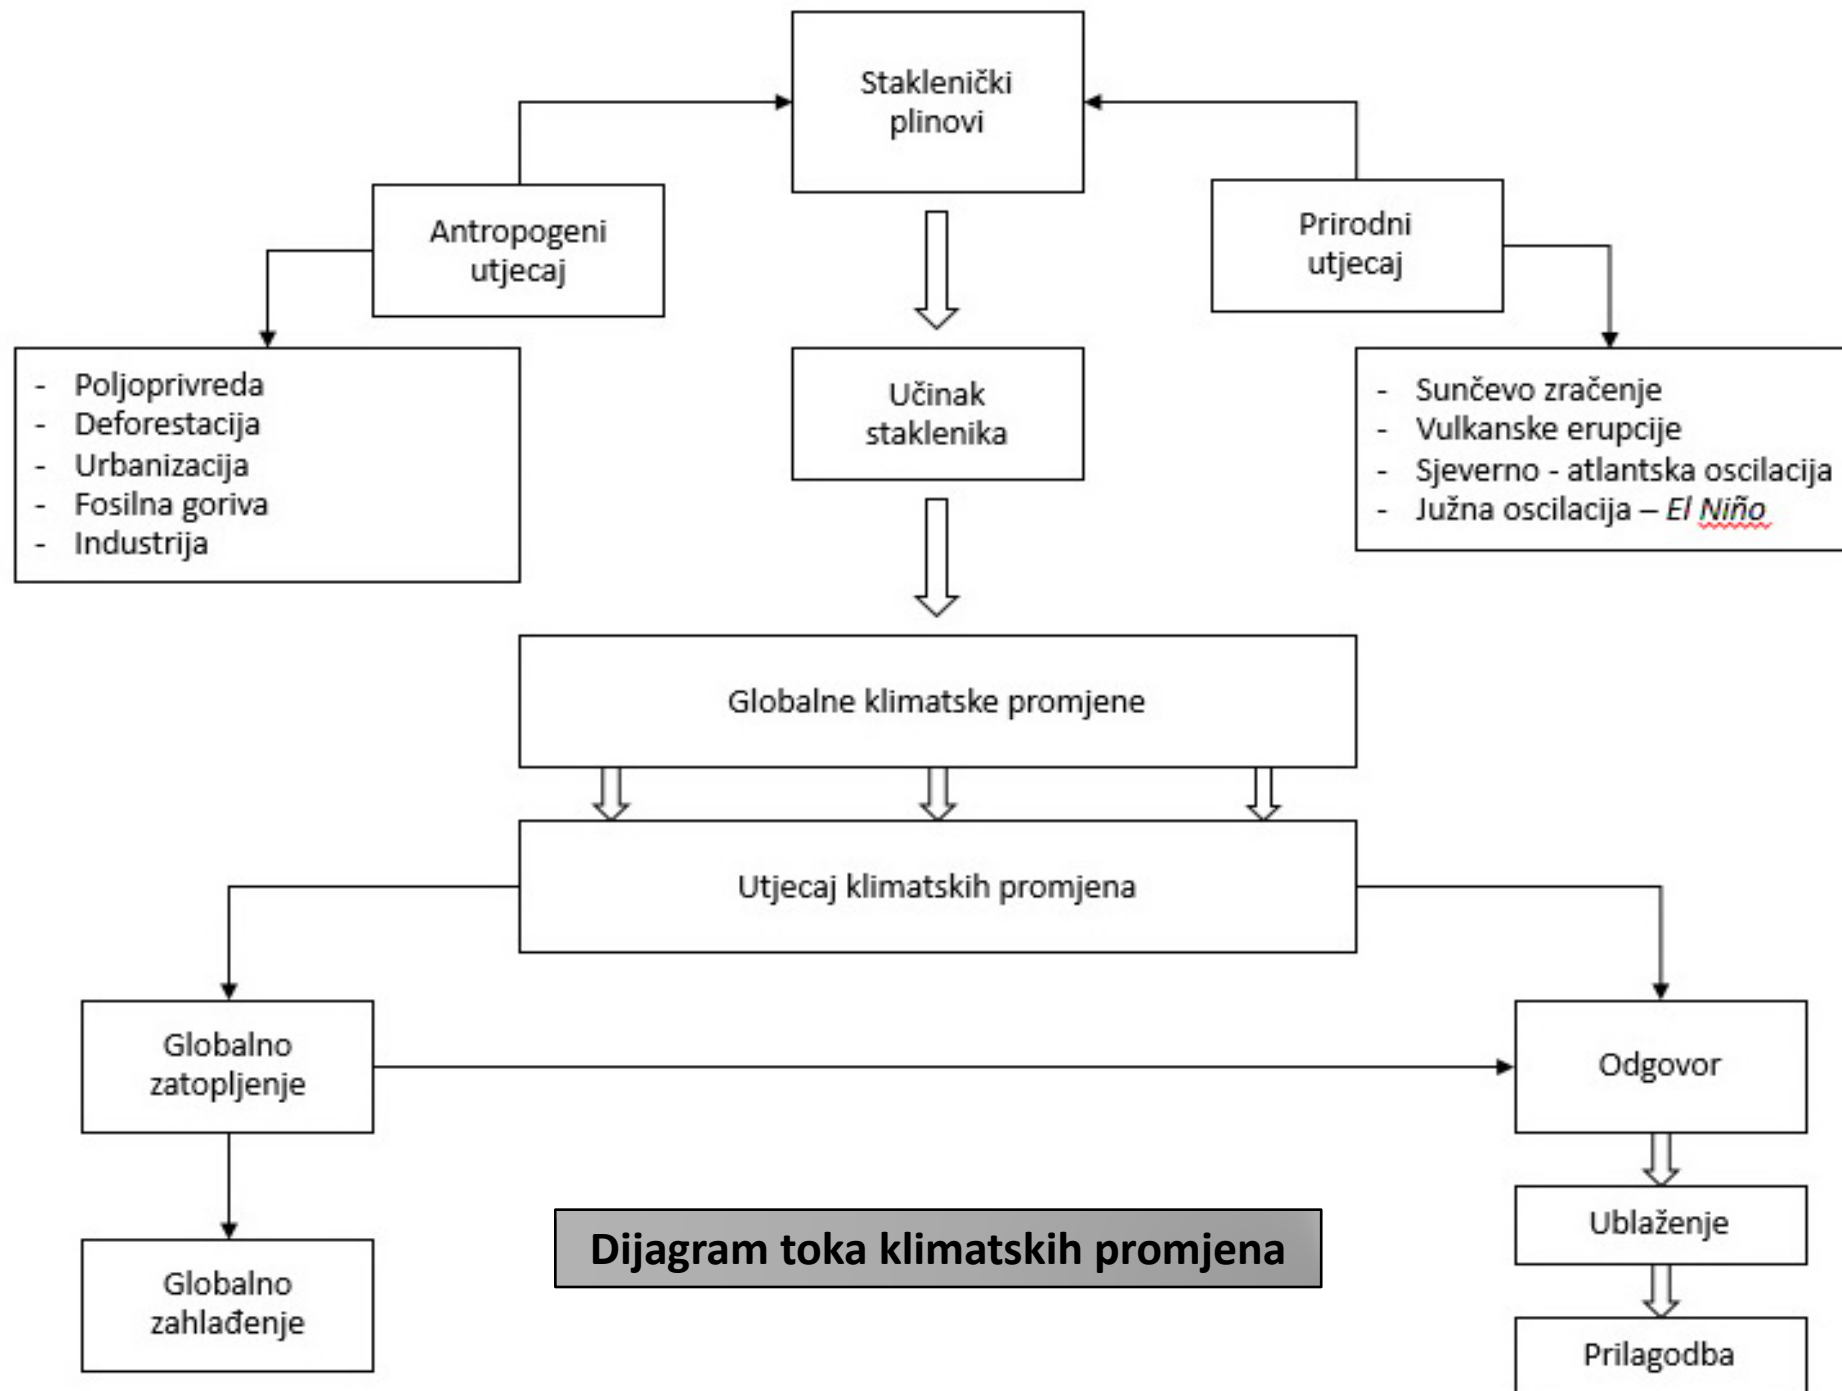 Staklenički
plinovi
Antropogeni
utjecaj
Prirodni
utjecaj
- Poljoprivreda
- Deforestacija
- Urbanizacija
- Fosilna goriva
- Industrija
Učinak
staklenika
- Sunčevo zračenje
- Vulkanske erupcije
- Sjeverno - atlantska oscilacija
- Južna oscilacija – El Niño
Globalne klimatske promjene
Utjecaj klimatskih promjena
Globalno
zatopljenje
Odgovor
Ublaženje
Dijagram toka klimatskih promjena
Globalno
zahlađenje
Prilagodba